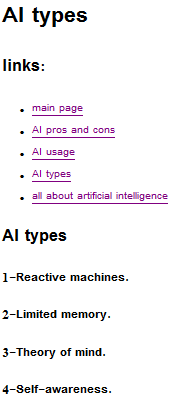 AI types
links:
main page
AI pros and cons
AI usage
AI types
all about artificial intelligence
AI types
1-Reactive machines.
2-Limited memory.
3-Theory of mind.
4-Self-awareness.